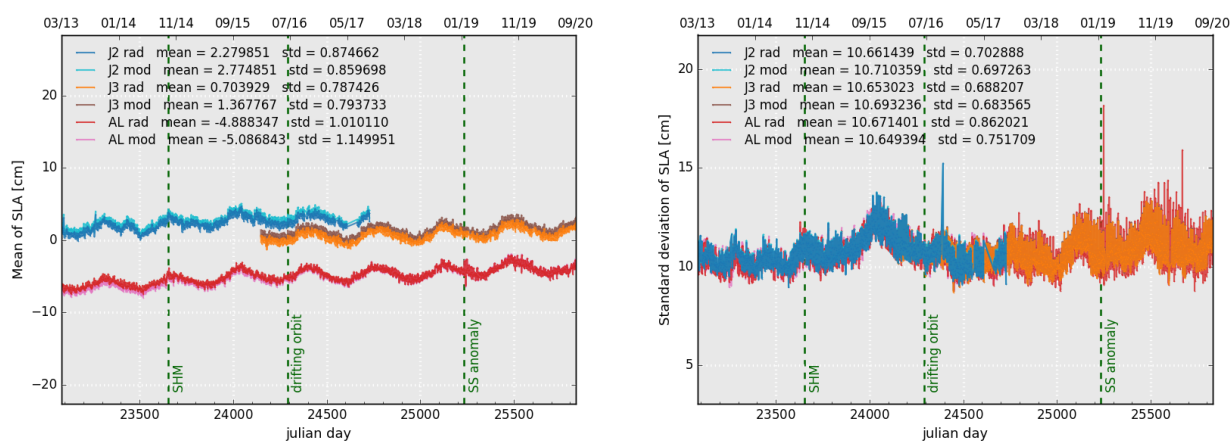 03/13 01/14 11/14 09/15 07/16 05/17 03/18 01/19 11/19 09/20
J2 rad mean = 2.279851 std = 0.874662
J2 mod mean = 2.774851 std = 0.859698
J3 rad mean = 0.703929 std = 0.787426
J3 mod mean = 1.367767 std = 0.793733
AL rad mean = -4.888347 std = 1.010110
AL mod mean = -5.086843 std = 1.149951
Mean of SLA [cm]
20
10
0
−10
−20
SHM
drifting orbit
SS anomaly
23500 24000 24500 25000 25500
julian day
03/13 01/14 11/14 09/15 07/16 05/17 03/18 01/19 11/19 09/20
J2 rad mean = 10.661439 std = 0.702888
J2 mod mean = 10.710359 std = 0.697263
J3 rad mean = 10.653023 std = 0.688207
J3 mod mean = 10.693236 std = 0.683565
AL rad mean = 10.671401 std = 0.862021
AL mod mean = 10.649394 std = 0.751709
Standard deviation of SLA [cm]
20
15
10
5
SHM
drifting orbit
SS anomaly
23500 24000 24500 25000 25500
julian day